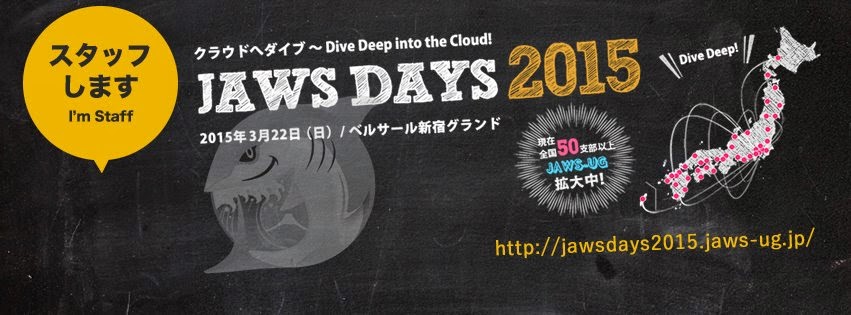 スタッフ
します
I'm Staff
クラウドへダイブ ～ Dive Deep into the Cloud!
JAWS DAYS 2015
2015年3月22日（日）/ ベルサール新宿グランド
現在
全国50支部以上
JAWS-UG
拡大中!
Dive Deep!
http://jawsdays2015.jaws-ug.jp/